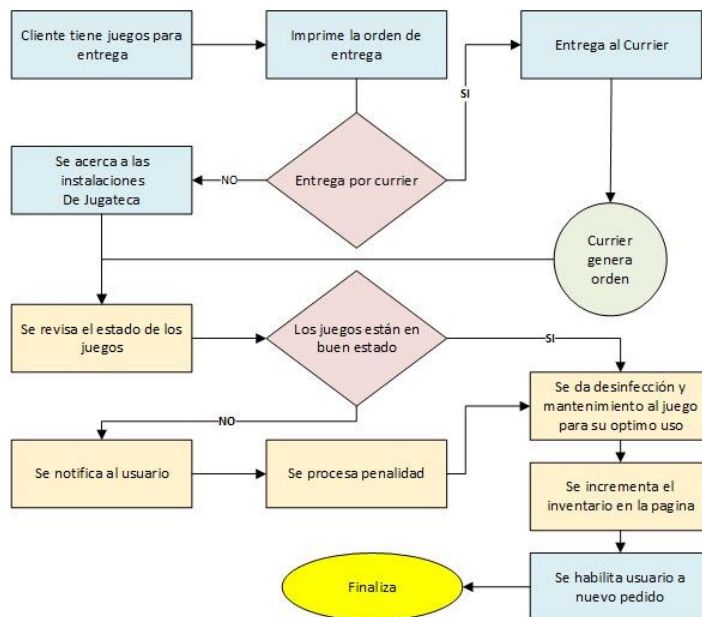 Cliente tiene juegos para
entrega
Imprime la orden de
entrega
Entrega al Currier
SI
Se acerca a las
instalaciones
De Jugateca
NO
Entrega por currier
Currier
genera
orden
Se revisa el estado de los
juegos
Los juegos están en
buen estado
SI
NO
Se da desinfección y
mantenimiento al juego
para su optimo uso
Se notifica al usuario
Se procesa penalidad
Se incrementa el
inventario en la pagina
Finaliza
Se habilita usuario a
nuevo pedido